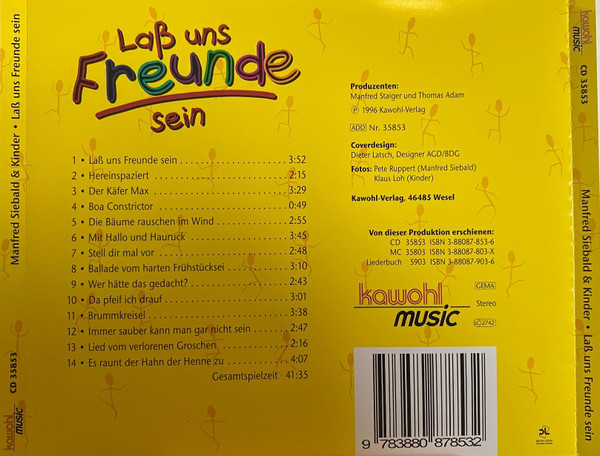 Laß uns
Freunde
sein
1 • Laß uns Freunde sein .................... 3:52
2 • Hereinspaziert .................... 2:15
3 • Der Käfer Max .................... 3:29
4 • Boa Constrictor .................... 0:49
5 • Die Bäume rauschen im Wind .................... 2:55
6 • Mit Hallo und Hauruck .................... 3:45
7 • Stell dir mal vor .................... 2:48
8 • Ballade vom harten Frühstücksei .................... 3:10
9 • Wer hätte das gedacht? .................... 2:43
10 • Da pfeif ich drauf .................... 3:01
11 • Brummkreisel .................... 3:38
12 • Immer sauber kann man gar nicht sein .......... 2:47
13 • Lied vom verlorenen Groschen .................... 2:16
14 • Es raunt der Hahn der Henne zu .................... 4:07
Gesamtspielzeit 41:35
Produzenten:
Manfred Staiger und Thomas Adam
Ⓟ 1996 Kawohl-Verlag
ADD Nr. 35853
Coverdesign:
Dieter Latsch, Designer AGD/BDG
Fotos: Pete Ruppert (Manfred Siebald)
Klaus Loh (Kinder)
Kawohl-Verlag, 46485 Wesel
Von dieser Produktion erschienen:
CD 35853 ISBN 3-88087-853-6
MC 35803 ISBN 3-88087-803-X
Liederbuch 5903 ISBN 3-88087-903-6
kawohl
music
GEMA
Stereo
LC 2742
9 783880 878532
Manfred Siebald & Kinder • Laß uns Freunde sein
CD 35853
kawohl
music
kawohl
music
CD 35853
Manfred Siebald & Kinder • Laß uns Freunde sein